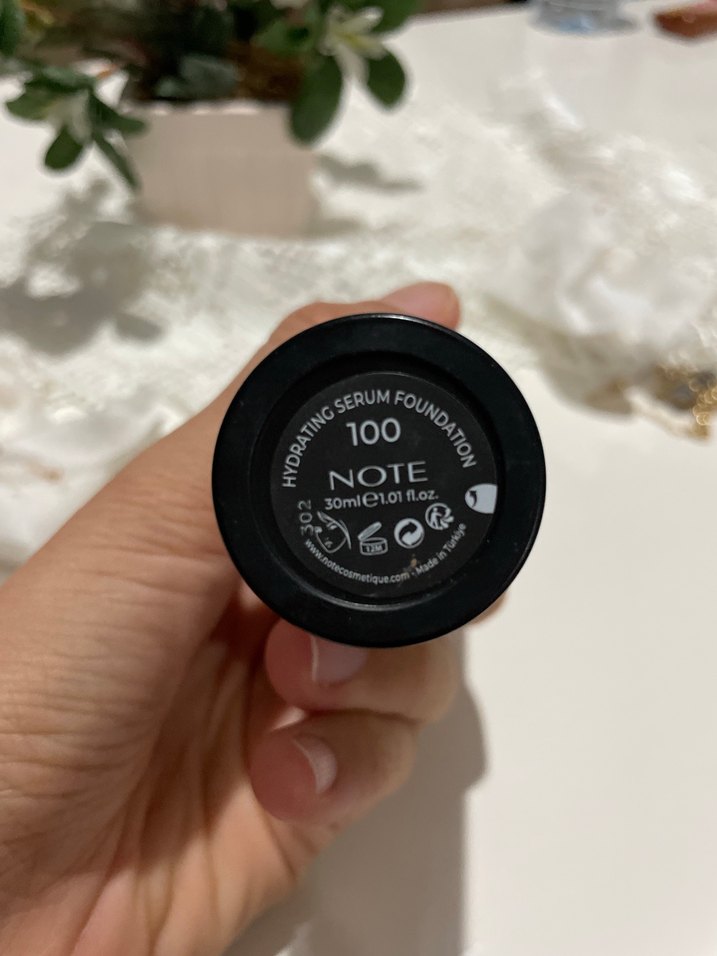 HYDRATING SERUM FOUNDATION
100
NOTE
30ml℮1.01 fl.oz.
302
12M
www.notecosmetique.com - Made in Türkiye